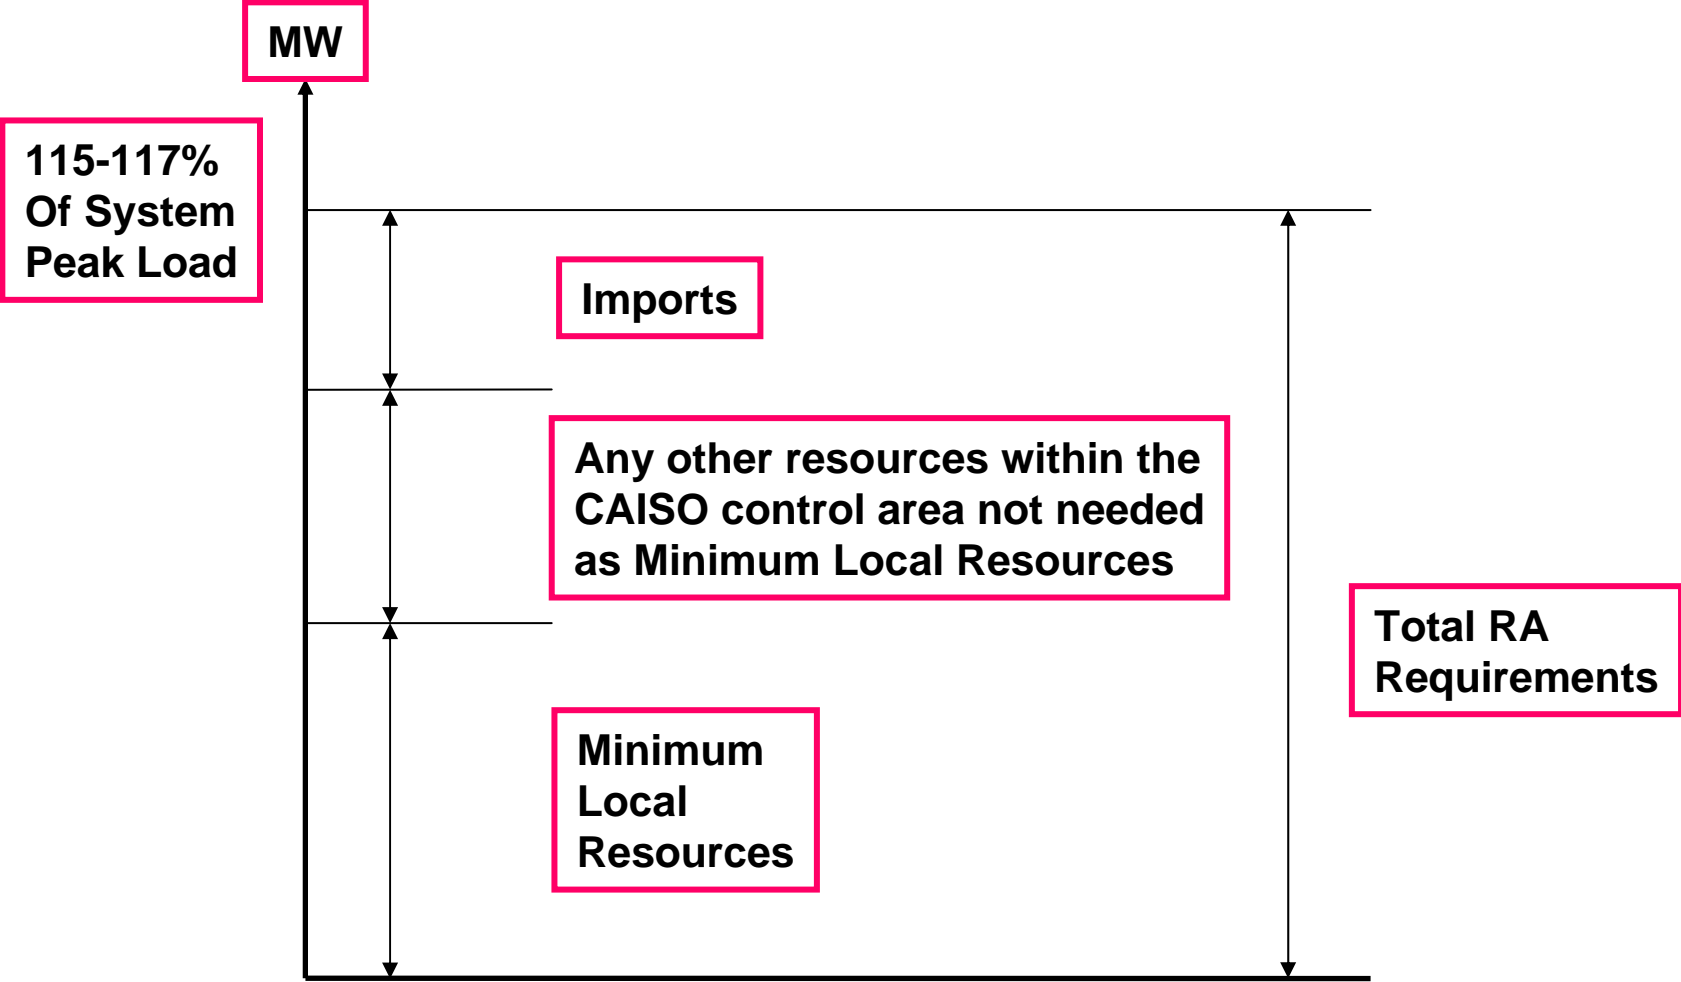 MW
115-117%
Of System
Peak Load
Imports
Any other resources within the
CAISO control area not needed
as Minimum Local Resources
Total RA
Requirements
Minimum
Local
Resources